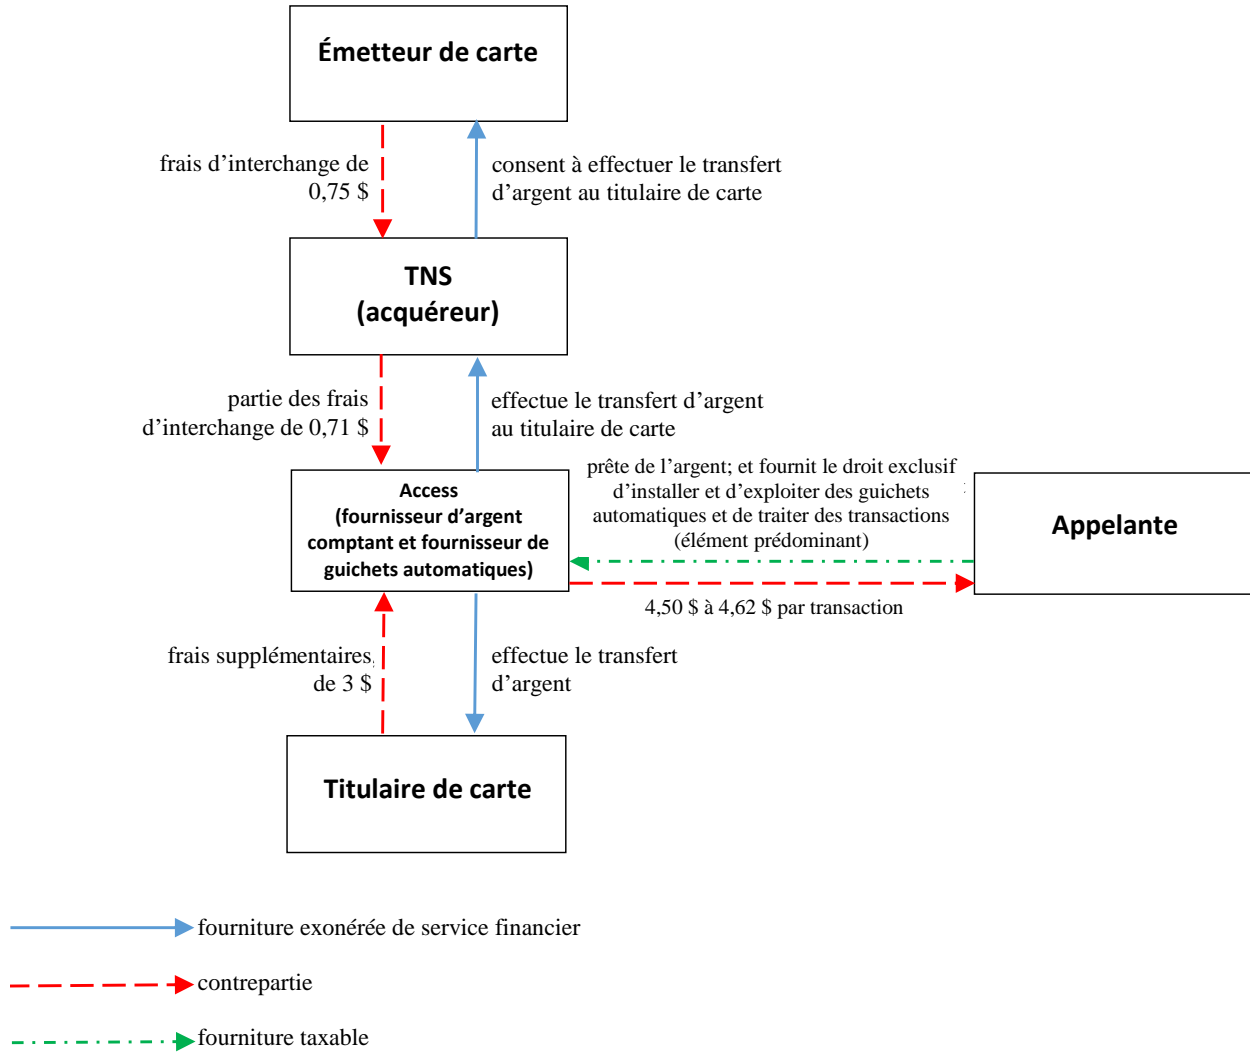 Émetteur de carte
frais d’interchange de
0,75 $
consent à effectuer le transfert
d’argent au titulaire de carte
TNS
(acquéreur)
partie des frais
d’interchange de 0,71 $
effectue le transfert d’argent
au titulaire de carte
Access
(fournisseur d’argent
comptant et fournisseur de
guichets automatiques)
prête de l’argent; et fournit le droit exclusif
d’installer et d’exploiter des guichets
automatiques et de traiter des transactions
(élément prédominant)
Appelante
4,50 $ à 4,62 $ par transaction
frais supplémentaires
de 3 $
effectue le transfert
d’argent
Titulaire de carte
fourniture exonérée de service financier
contrepartie
fourniture taxable